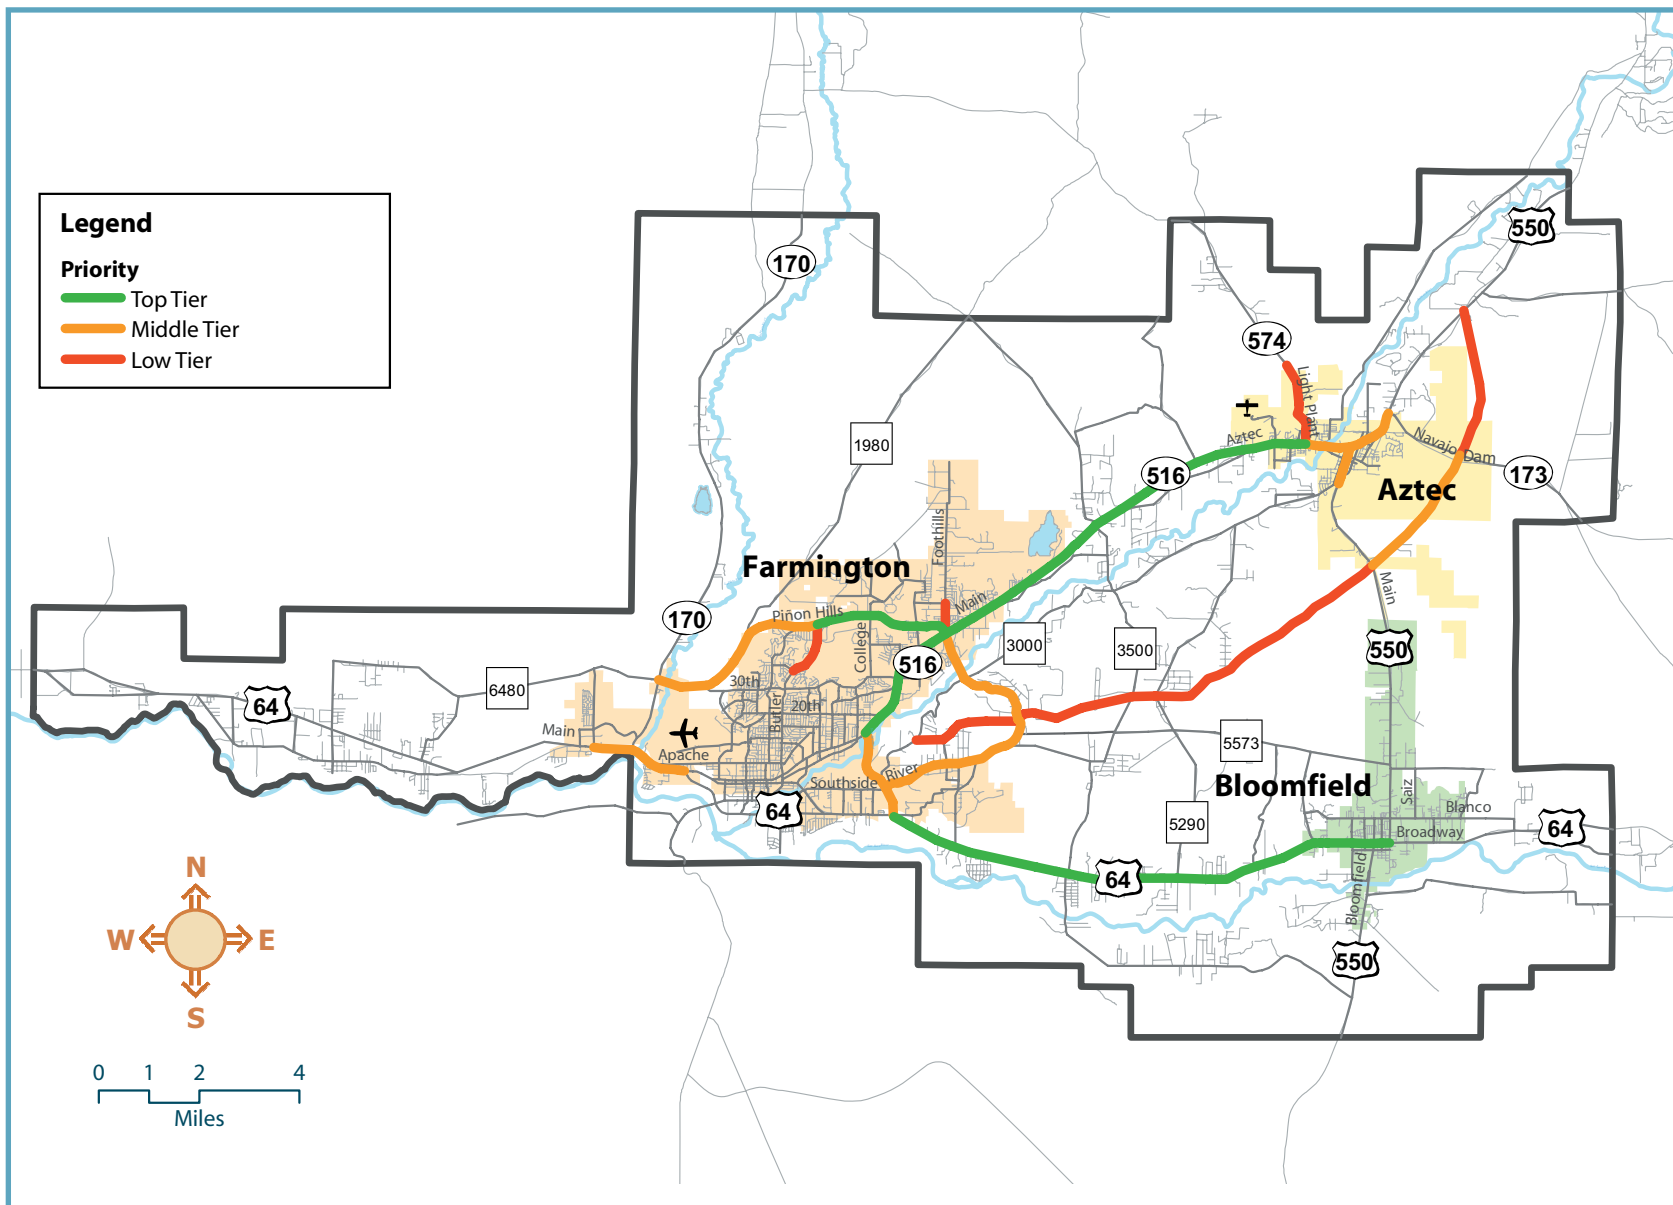 Legend
Priority
Top Tier
Middle Tier
Low Tier
550
170
574
Light Plant
1980
Aztec
Navajo Dam
516
173
Aztec
Foothills
Farmington
Main
Piñon Hills
Main
170
College
3000
3500
550
516
6480
30th
64
Butler
20th
Main
Apache
5573
River
Southside
Bloomfield
Saiz
Blanco
64
5290
Broadway
64
64
Bloomfield
550
N
W
E
S
0 1 2 4
Miles